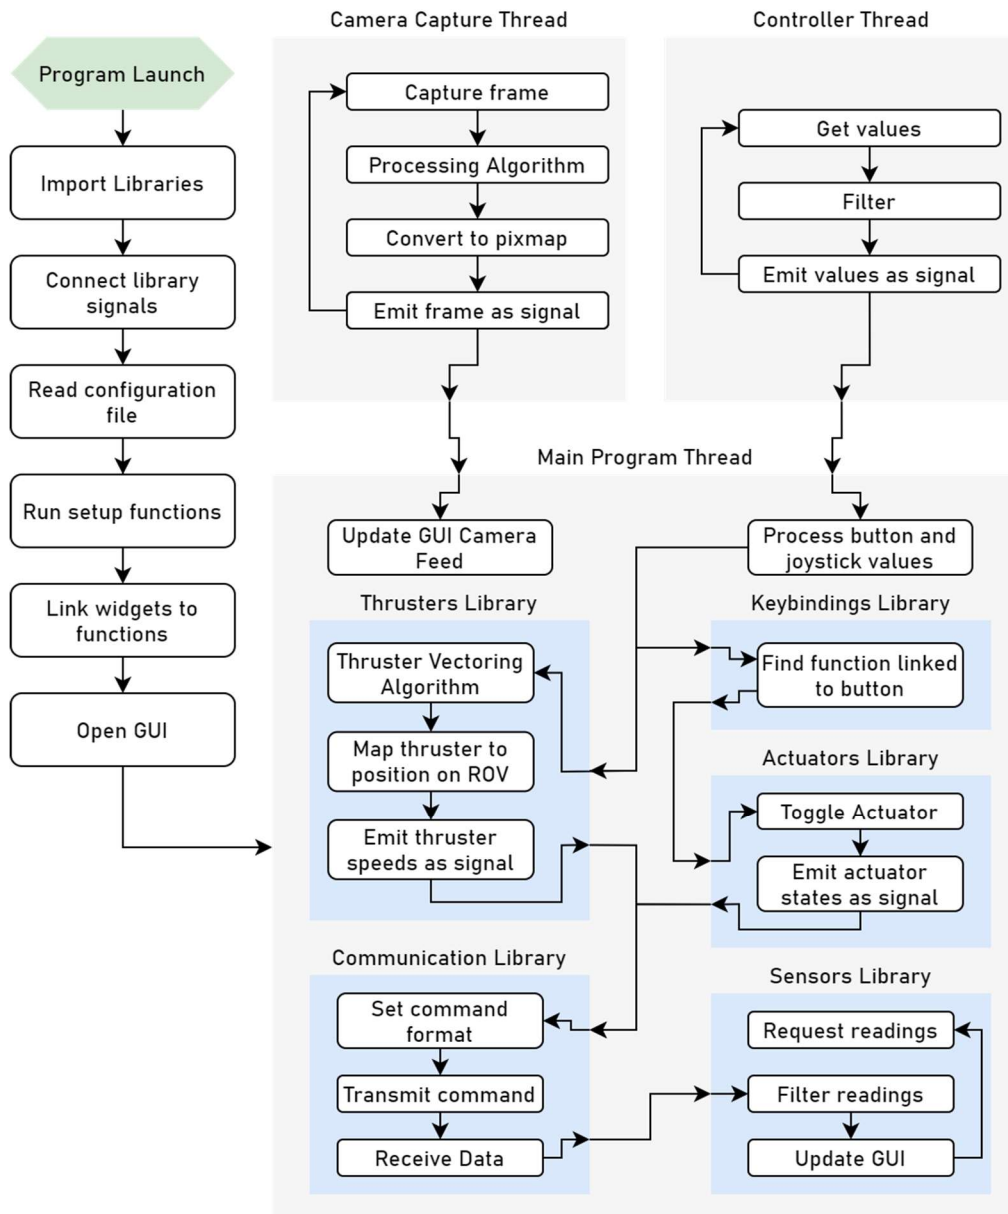 Program Launch
Import Libraries
Connect library
signals
Read configuration
file
Run setup functions
Link widgets to
functions
Open GUI
Camera Capture Thread
Capture frame
Processing Algorithm
Convert to pixmap
Emit frame as signal
Controller Thread
Get values
Filter
Emit values as signal
Main Program Thread
Update GUI Camera
Feed
Process button and
joystick values
Thrusters Library
Thruster Vectoring
Algorithm
Map thruster to
position on ROV
Emit thruster
speeds as signal
Keybindings Library
Find function linked
to button
Actuators Library
Toggle Actuator
Emit actuator
states as signal
Communication Library
Set command
format
Transmit command
Receive Data
Sensors Library
Request readings
Filter readings
Update GUI